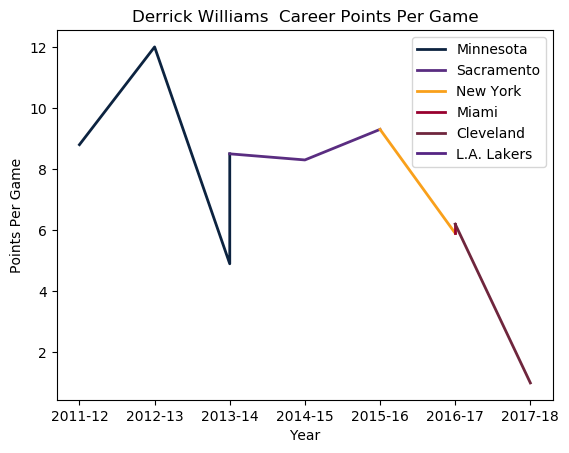 Derrick Williams  Career Points Per Game
Points Per Game
12
10
8
6
4
2
Minnesota
Sacramento
New York
Miami
Cleveland
L.A. Lakers
2011-12 2012-13 2013-14 2014-15 2015-16 2016-17 2017-18
Year